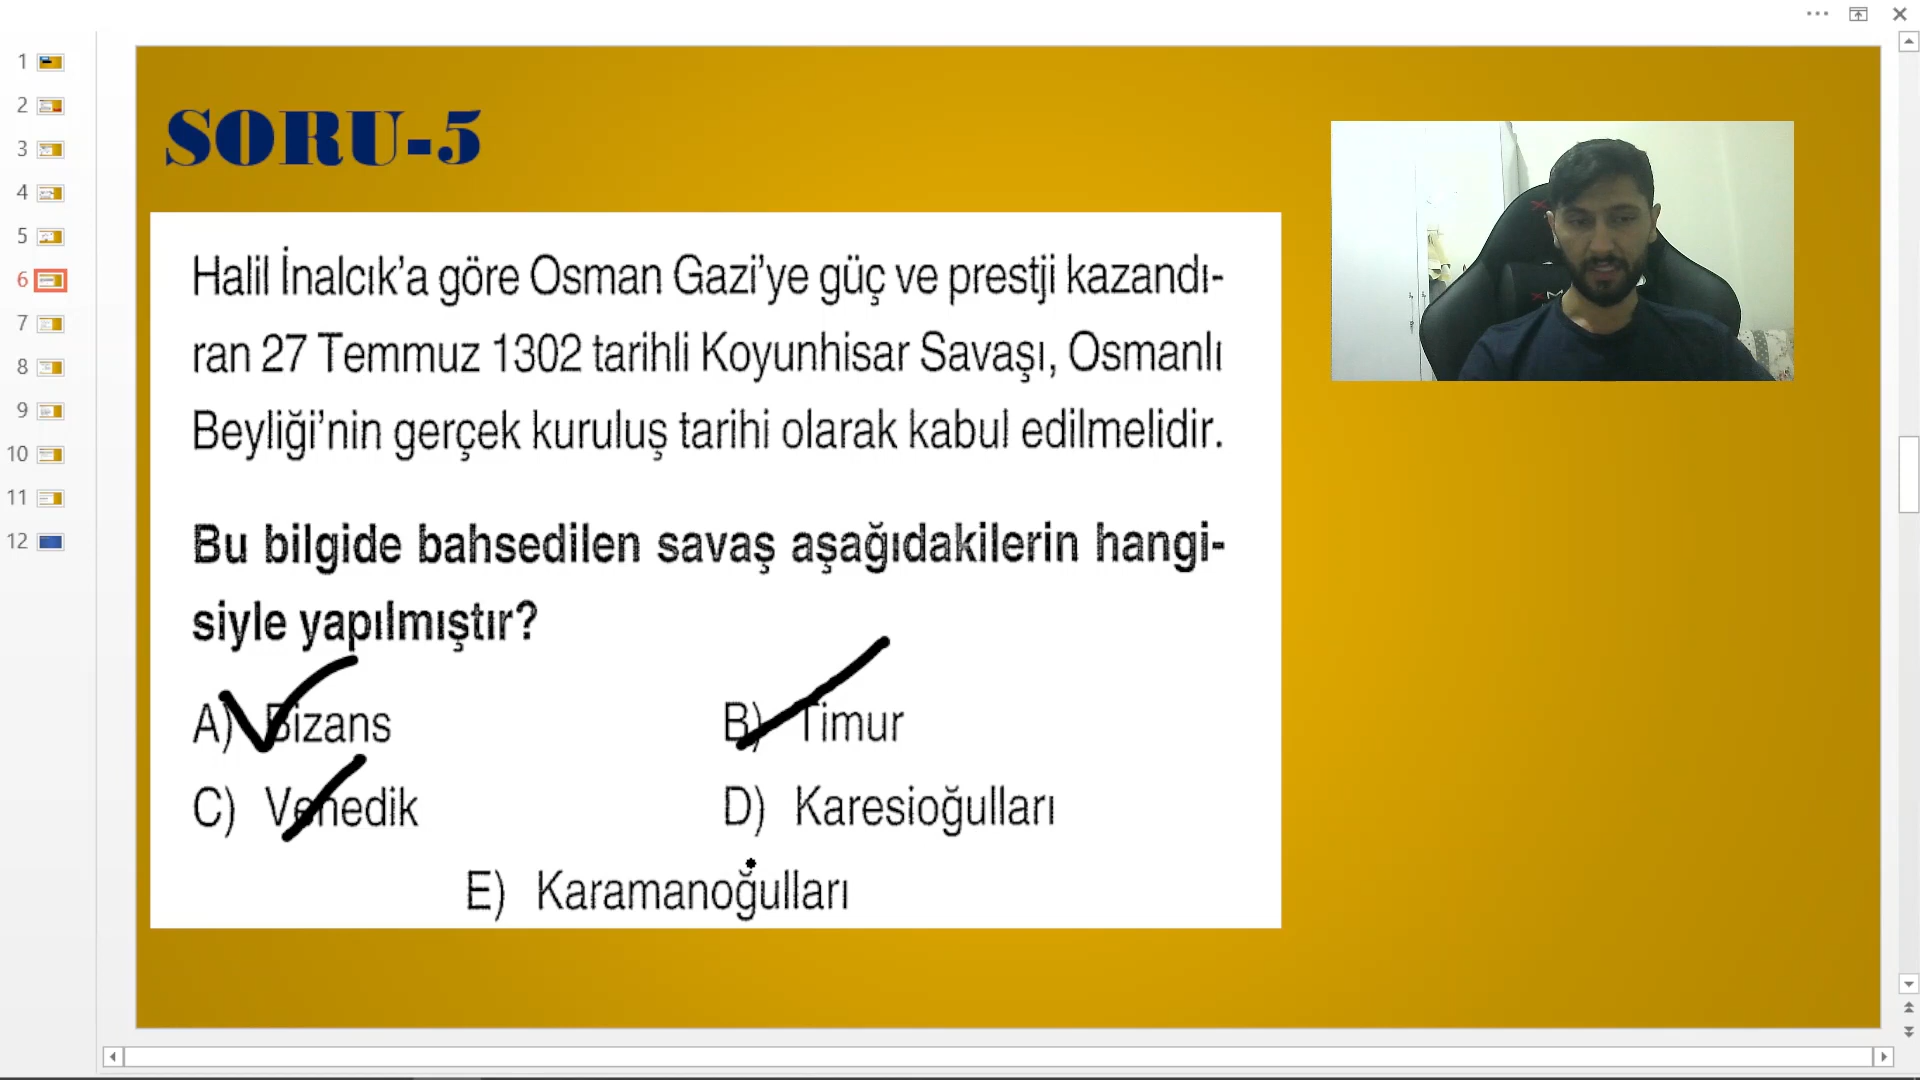 SORU-5
Halil İnalcık’a göre Osman Gazi’ye güç ve prestji kazandı-
ran 27 Temmuz 1302 tarihli Koyunhisar Savaşı, Osmanlı
Beyliği’nin gerçek kuruluş tarihi olarak kabul edilmelidir.
Bu bilgide bahsedilen savaş aşağıdakilerin hangi-
siyle yapılmıştır?
A) Bizans
B) Timur
C) Venedik
D) Karesioğulları
E) Karamanoğulları
1
2
3
4
5
6
7
8
9
10
11
12